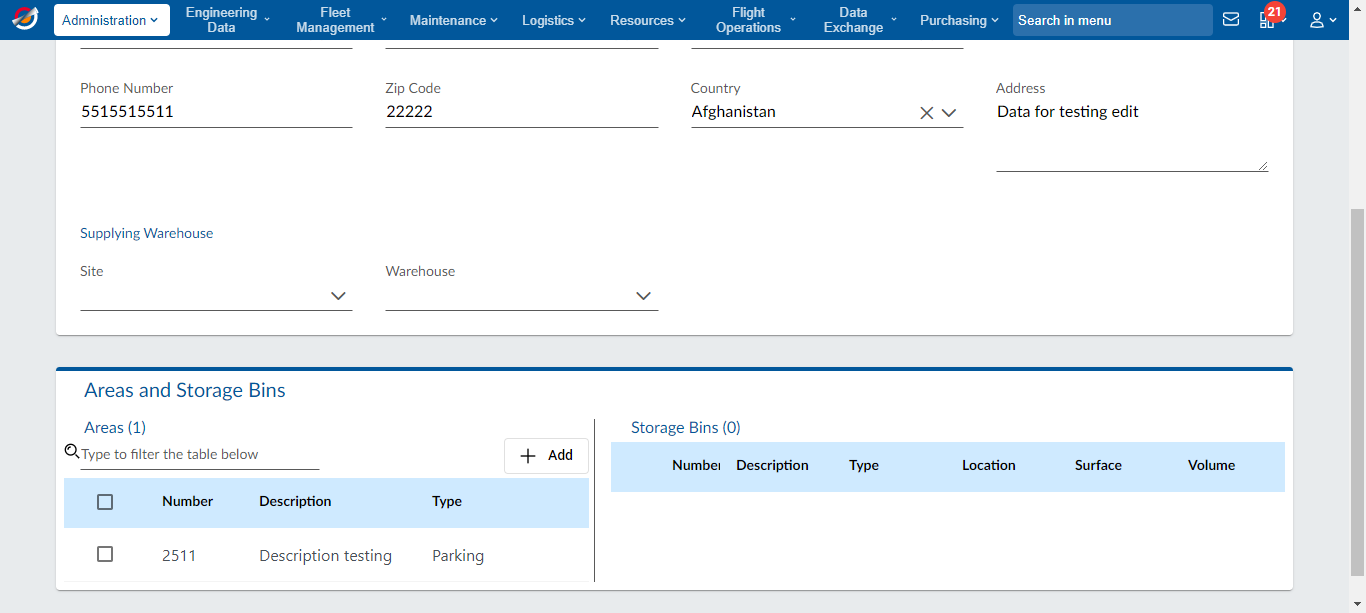 Administration
Engineering Data
Fleet Management
Maintenance
Logistics
Resources
Flight Operations
Data Exchange
Purchasing
Search in menu
21
Phone Number
5515515511
Zip Code
22222
Country
Afghanistan
Address
Data for testing edit
Supplying Warehouse
Site
Warehouse
Areas and Storage Bins
Areas (1)
Type to filter the table below
Add
Number Description Type
2511 Description testing Parking
Storage Bins (0)
Number Description Type Location Surface Volume